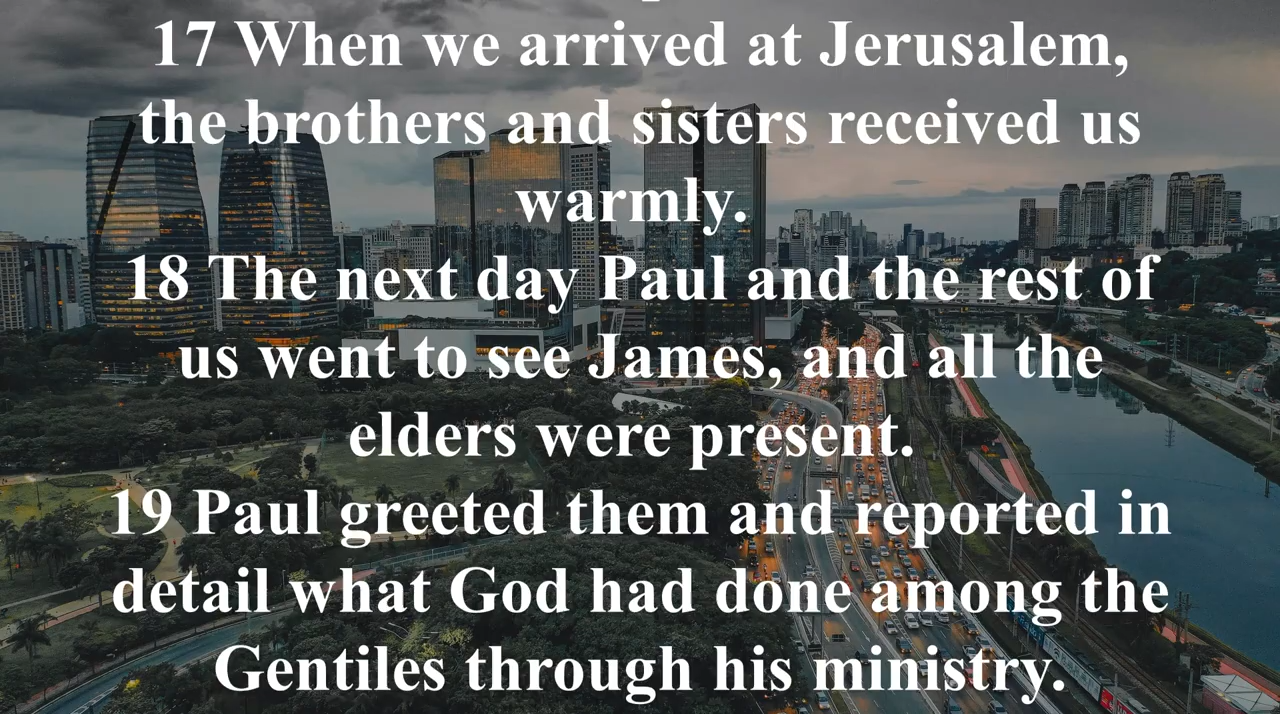 17 When we arrived at Jerusalem,
the brothers and sisters received us
warmly.
18 The next day Paul and the rest of
us went to see James, and all the
elders were present.
19 Paul greeted them and reported in
detail what God had done among the
Gentiles through his ministry.